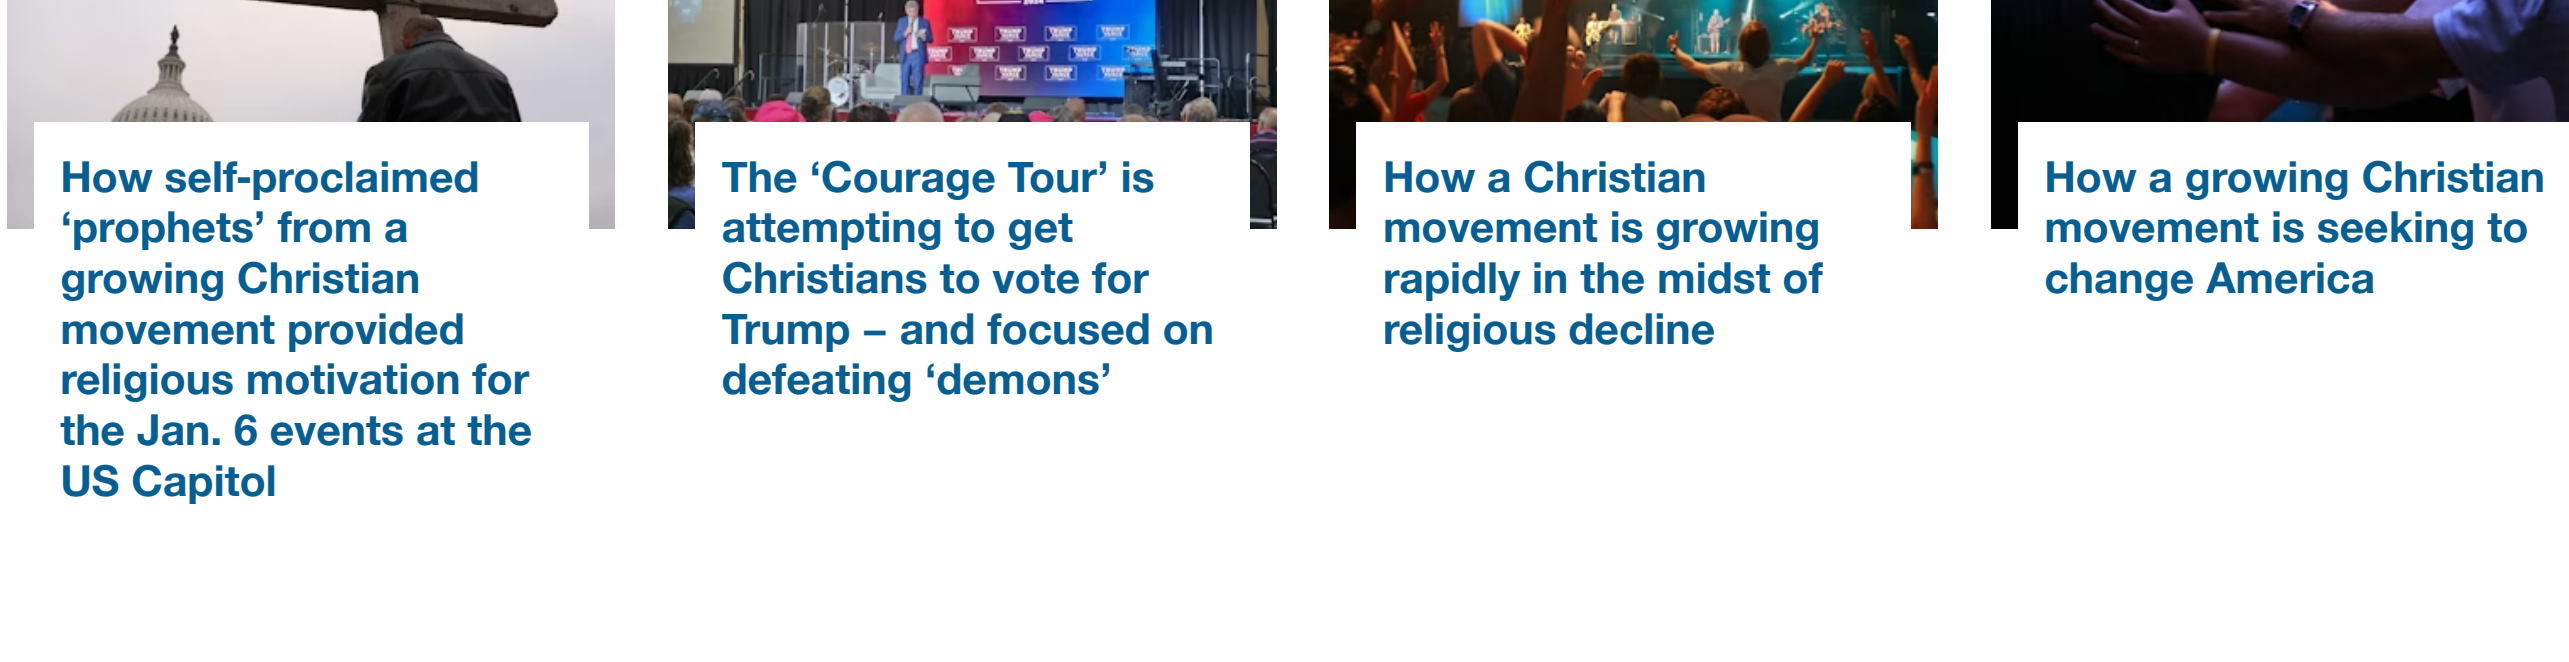 How self-proclaimed
‘prophets’ from a
growing Christian
movement provided
religious motivation for
the Jan. 6 events at the
US Capitol
The ‘Courage Tour’ is
attempting to get
Christians to vote for
Trump – and focused on
defeating ‘demons’
How a Christian
movement is growing
rapidly in the midst of
religious decline
How a growing Christian
movement is seeking to
change America